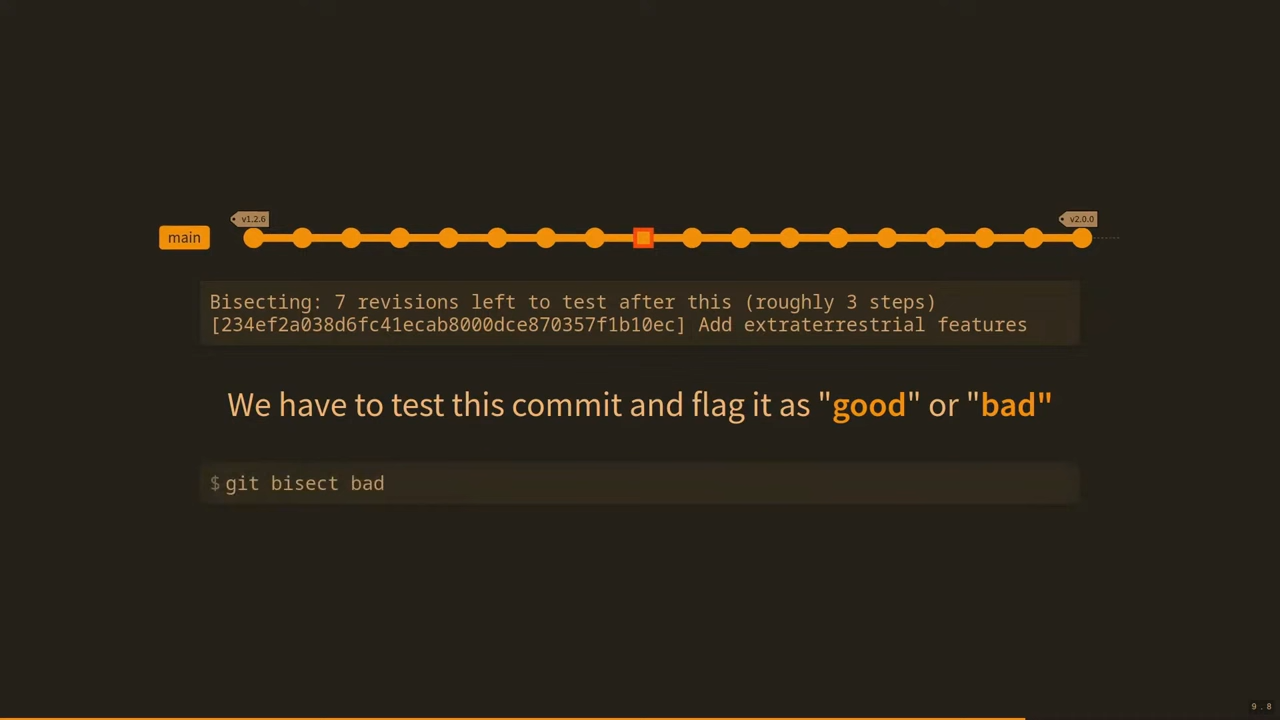 v1.2.6
v2.0.0
main
Bisecting: 7 revisions left to test after this (roughly 3 steps)
[234ef2a038d6fc41ecab8000dce870357f1b10ec] Add extraterrestrial features
We have to test this commit and flag it as "good" or "bad"
$ git bisect bad
9.8